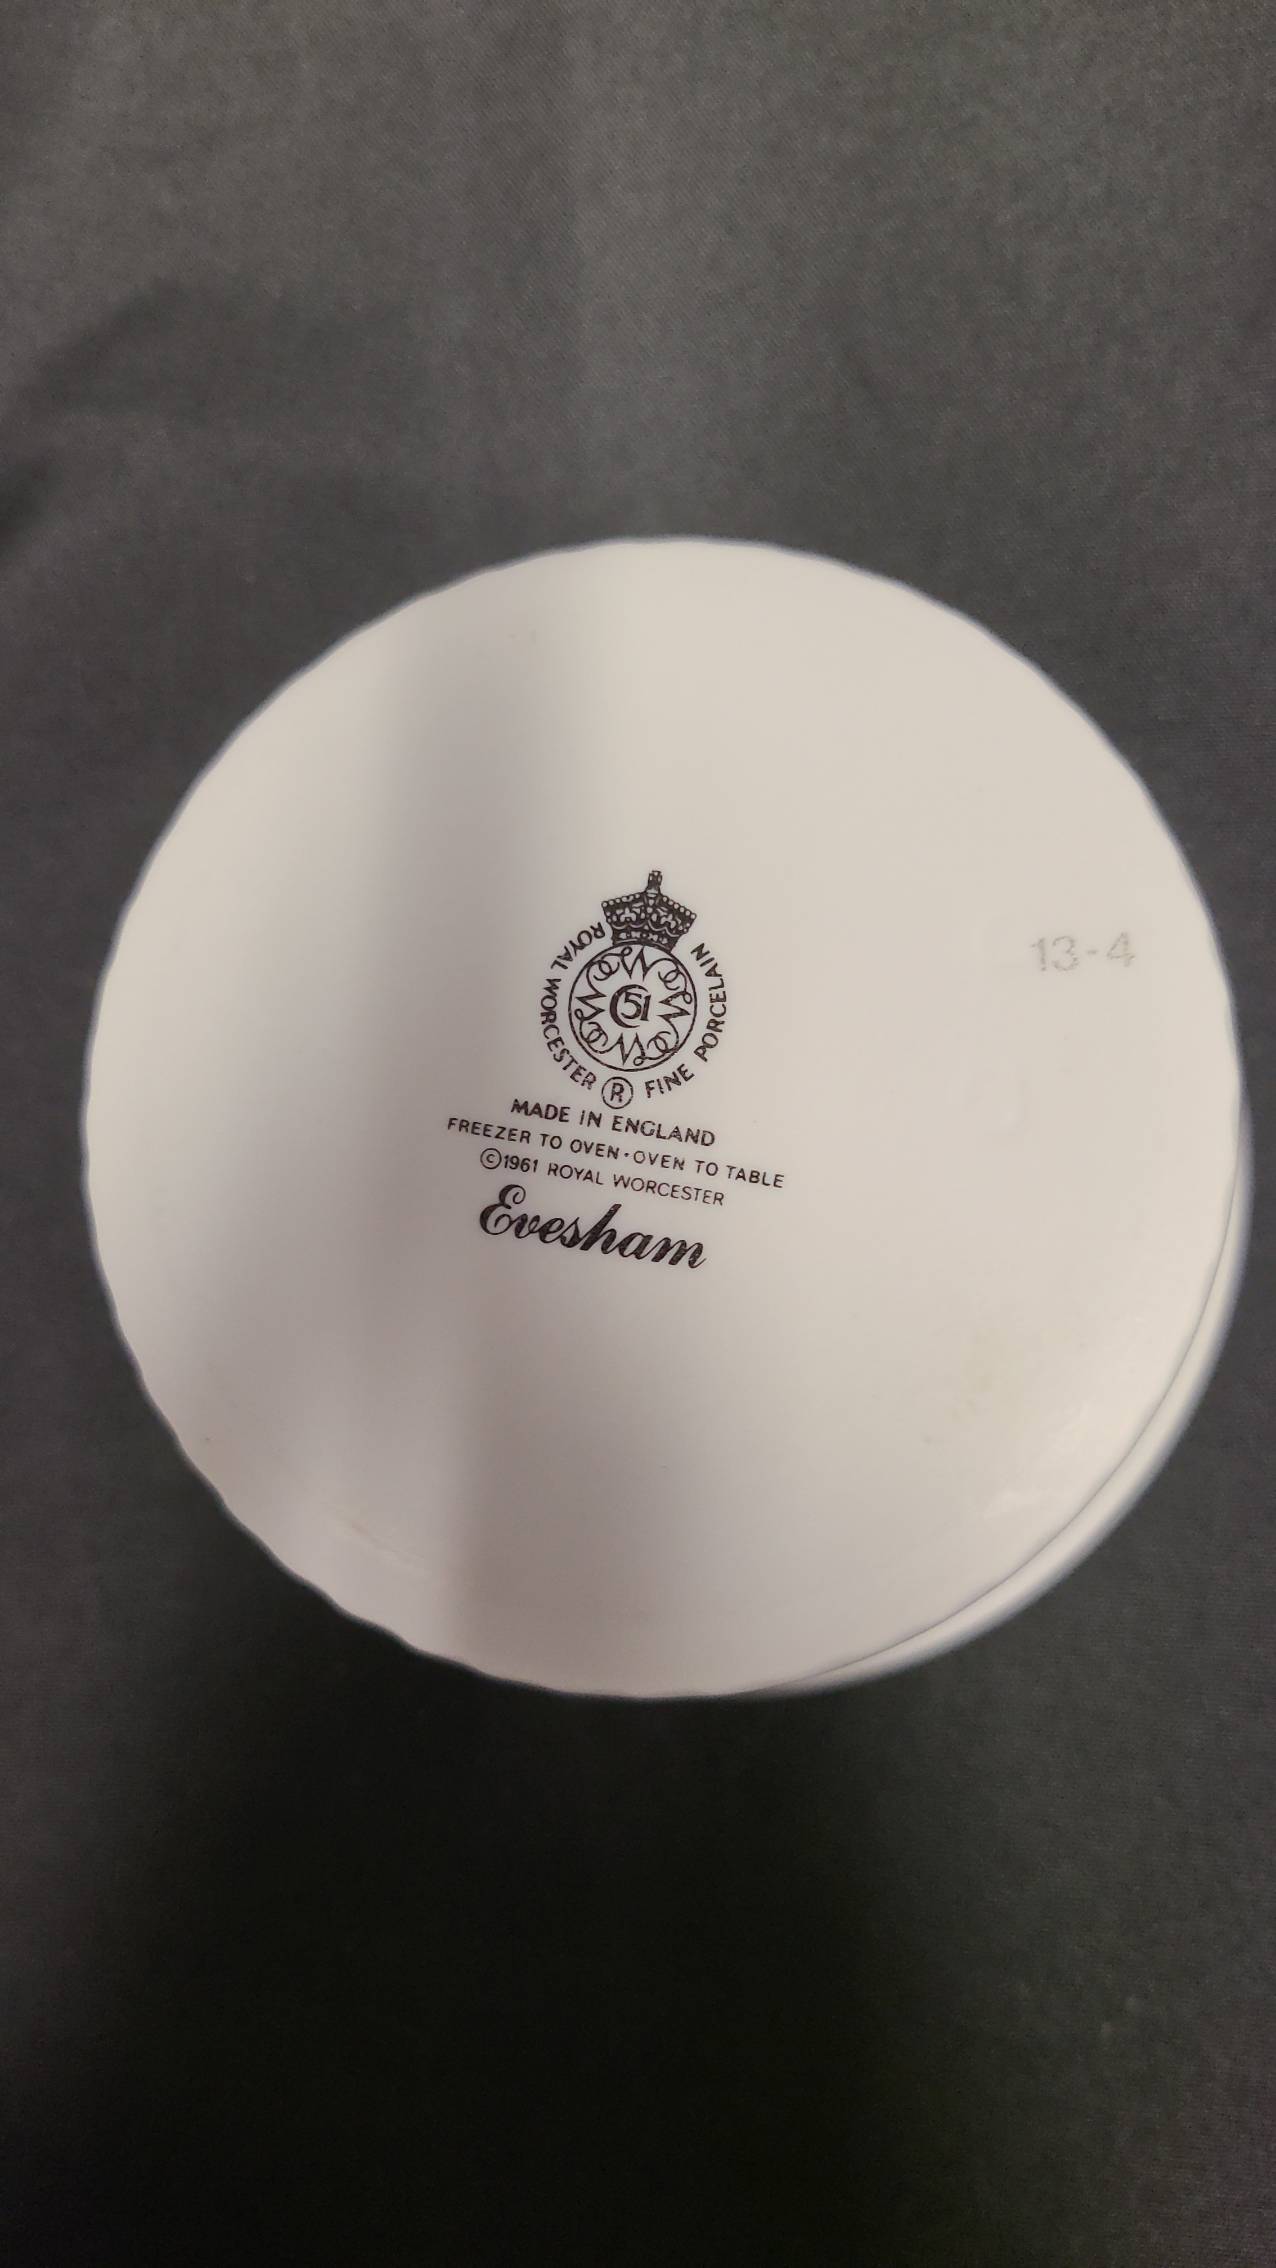 ROYAL WORCESTER ® FINE PORCELAIN
51
13-4
MADE IN ENGLAND
FREEZER TO OVEN·OVEN TO TABLE
©1961 ROYAL WORCESTER
Evesham